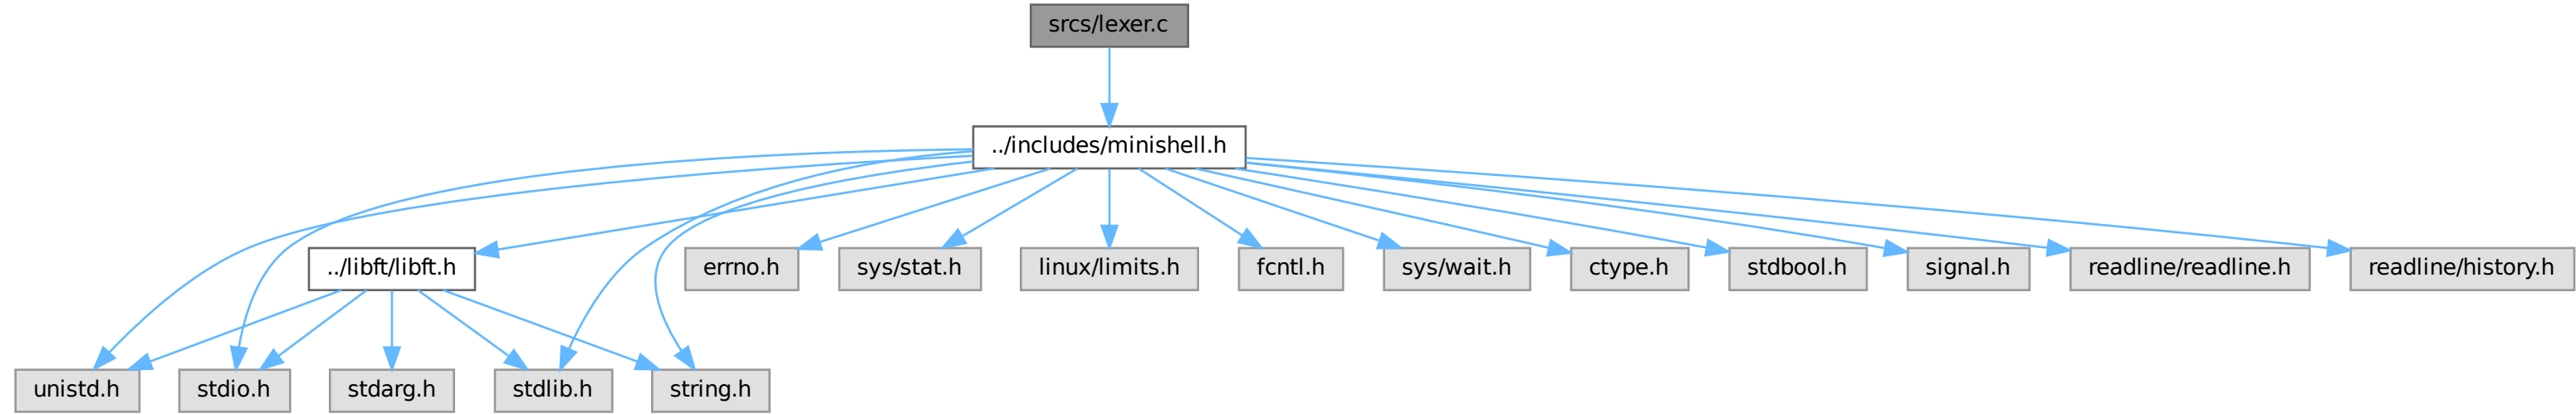 srcs/lexer.c
../includes/minishell.h
../libft/libft.h
errno.h
sys/stat.h
linux/limits.h
fcntl.h
sys/wait.h
ctype.h
stdbool.h
signal.h
readline/readline.h
readline/history.h
unistd.h
stdio.h
stdarg.h
stdlib.h
string.h